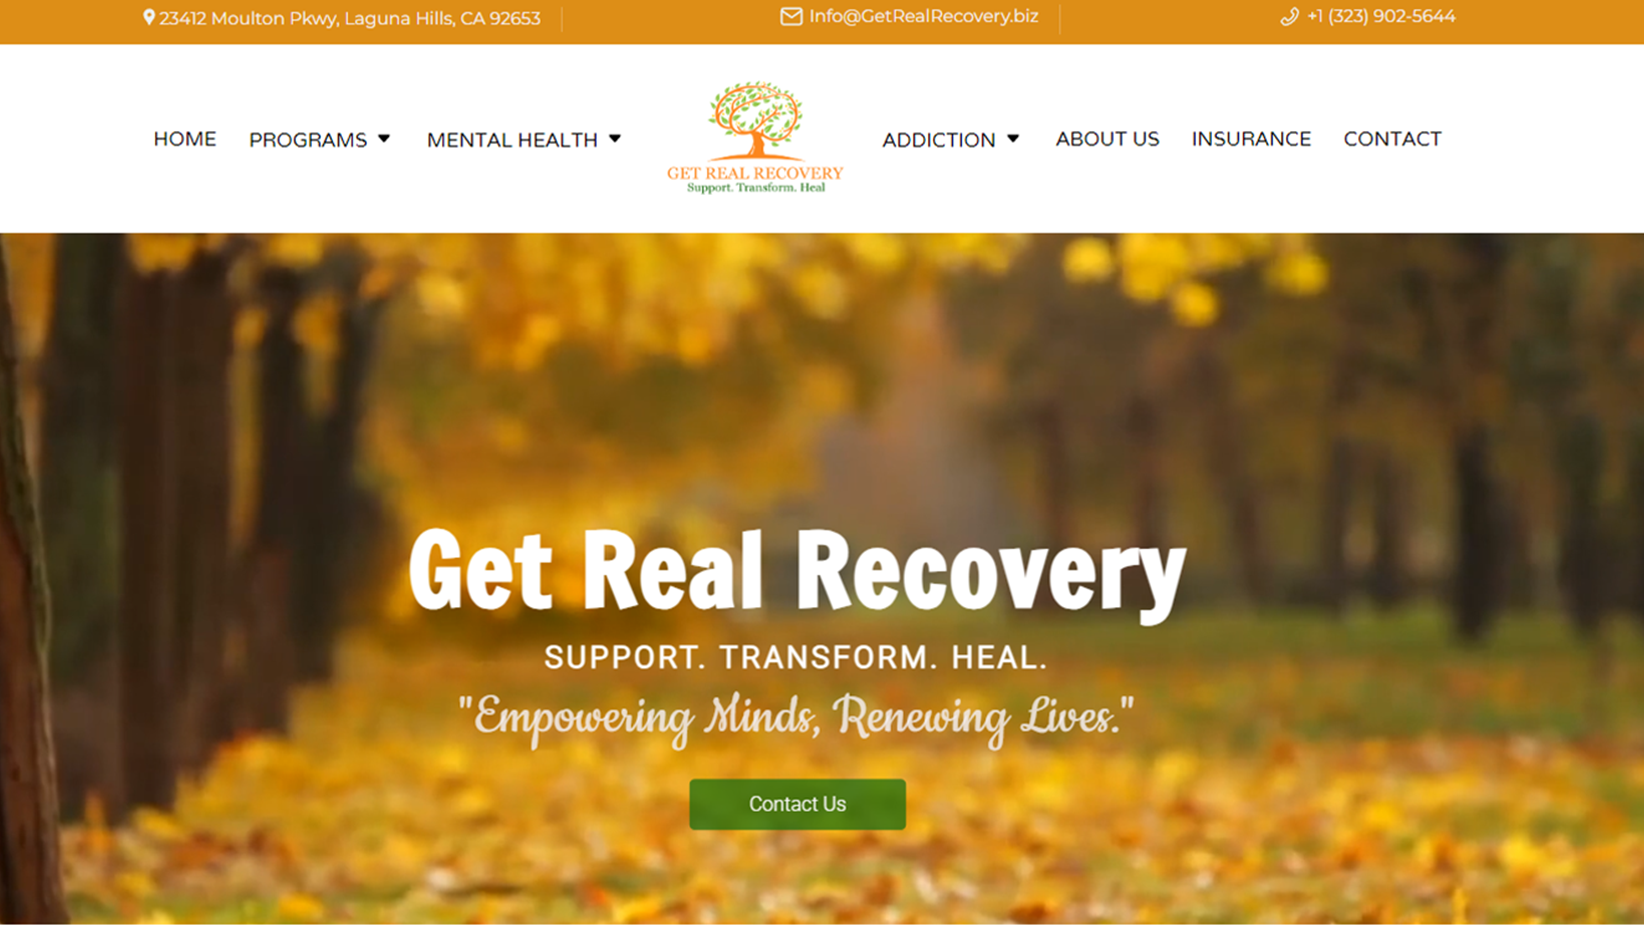 23412 Moulton Pkwy, Laguna Hills, CA 92653
Info@GetRealRecovery.biz
+1 (323) 902-5644
HOME
PROGRAMS
MENTAL HEALTH
GET REAL RECOVERY
Support. Transform. Heal
ADDICTION
ABOUT US
INSURANCE
CONTACT
Get Real Recovery
SUPPORT. TRANSFORM. HEAL.
"Empowering Minds, Renewing Lives."
Contact Us